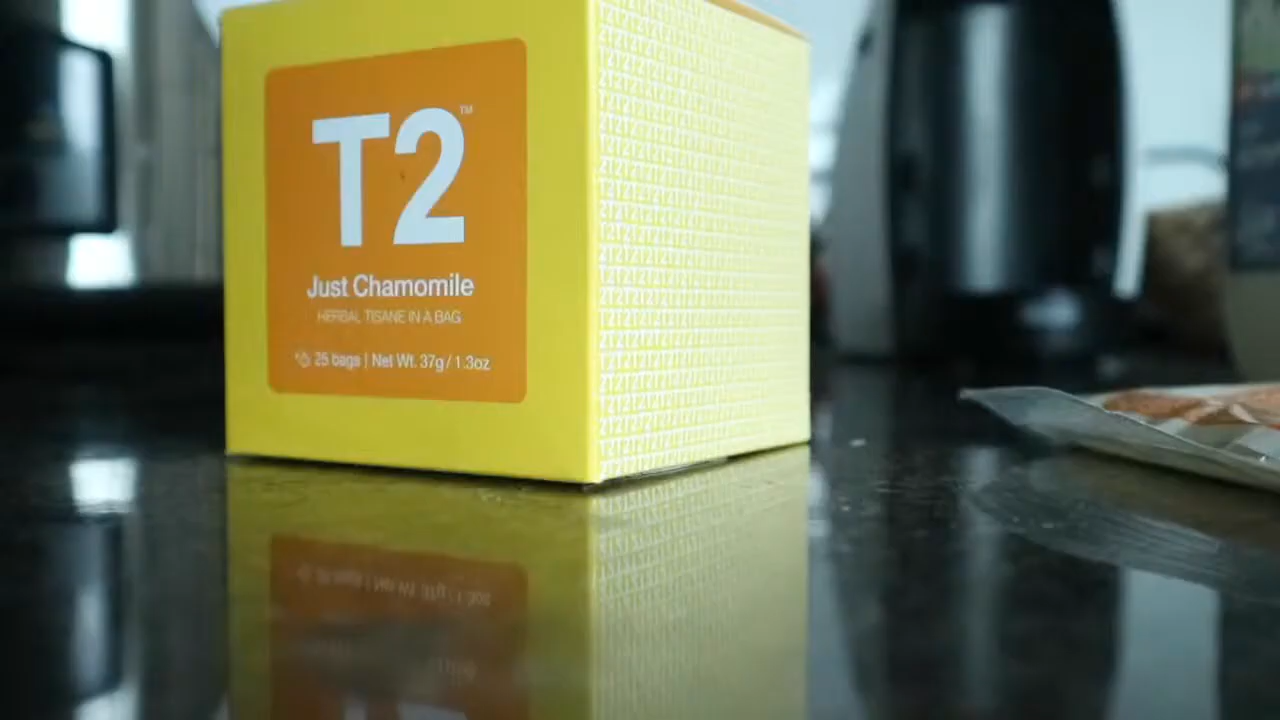 T2™
Just Chamomile
HERBAL TISANE IN A BAG
25 bags | Net Wt. 37g / 1.3oz